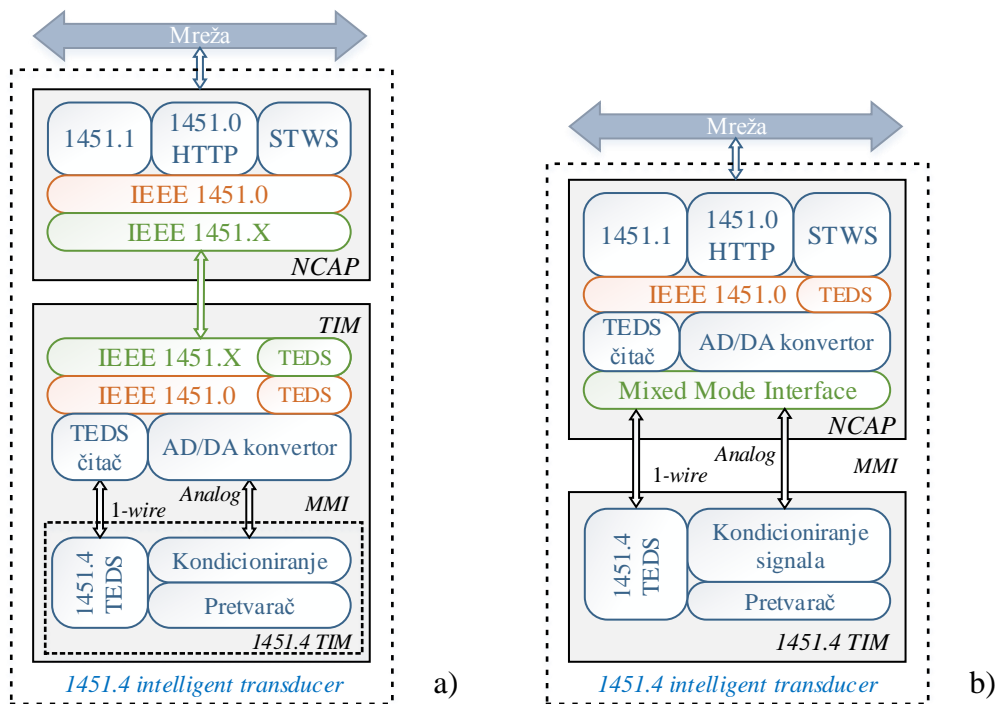 Mreža
1451.1
1451.0
HTTP
STWS
IEEE 1451.0
IEEE 1451.X
NCAP
TIM
IEEE 1451.X
TEDS
IEEE 1451.0
TEDS
TEDS
čitač
AD/DA konvertor
1-wire
Analog
MMI
1451.4
TEDS
Kondicioniranje
Pretvarač
1451.4 TIM
1451.4 intelligent transducer
a)
Mreža
1451.1
1451.0
HTTP
STWS
IEEE 1451.0
TEDS
TEDS
čitač
AD/DA konvertor
Mixed Mode Interface
NCAP
1-wire
Analog
MMI
1451.4
TEDS
Kondicioniranje
signala
Pretvarač
1451.4 TIM
1451.4 intelligent transducer
b)